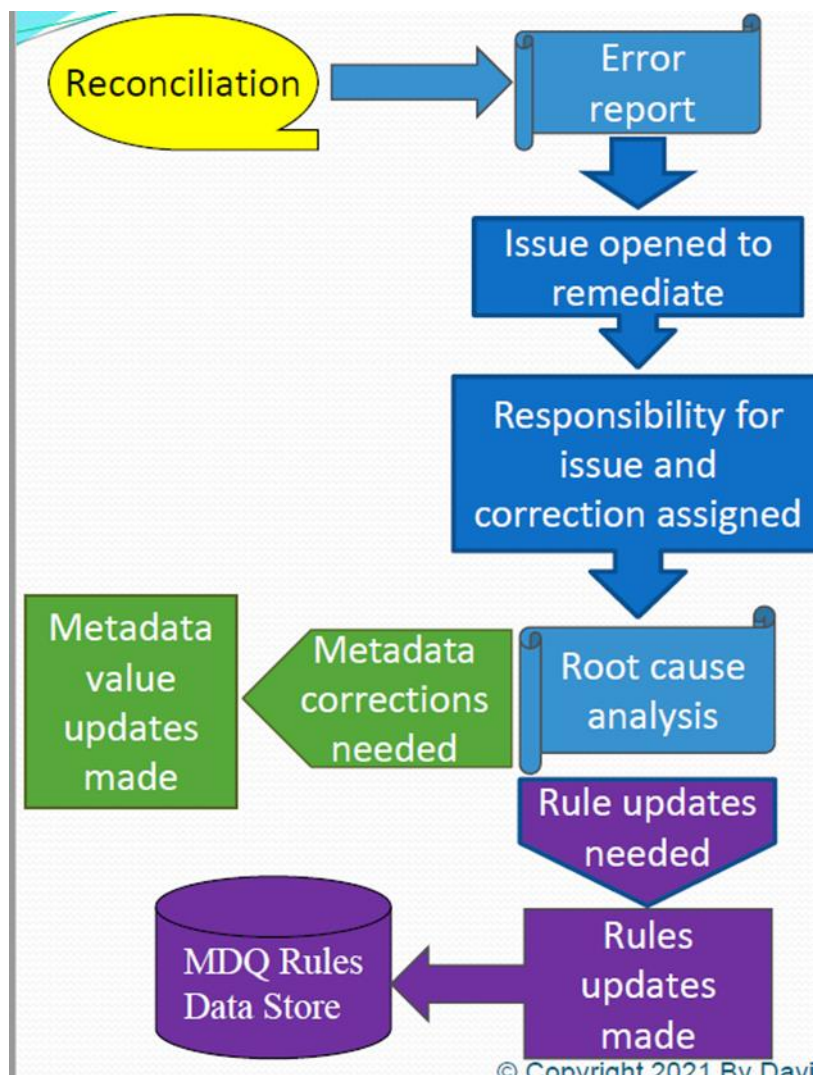 Reconciliation
Error
report
Issue opened to
remediate
Responsibility for
issue and
correction assigned
Metadata
value
updates
made
Metadata
corrections
needed
Root cause
analysis
Rule updates
needed
MDQ Rules
Data Store
Rules
updates
made
© Copyright 2021 By Davi